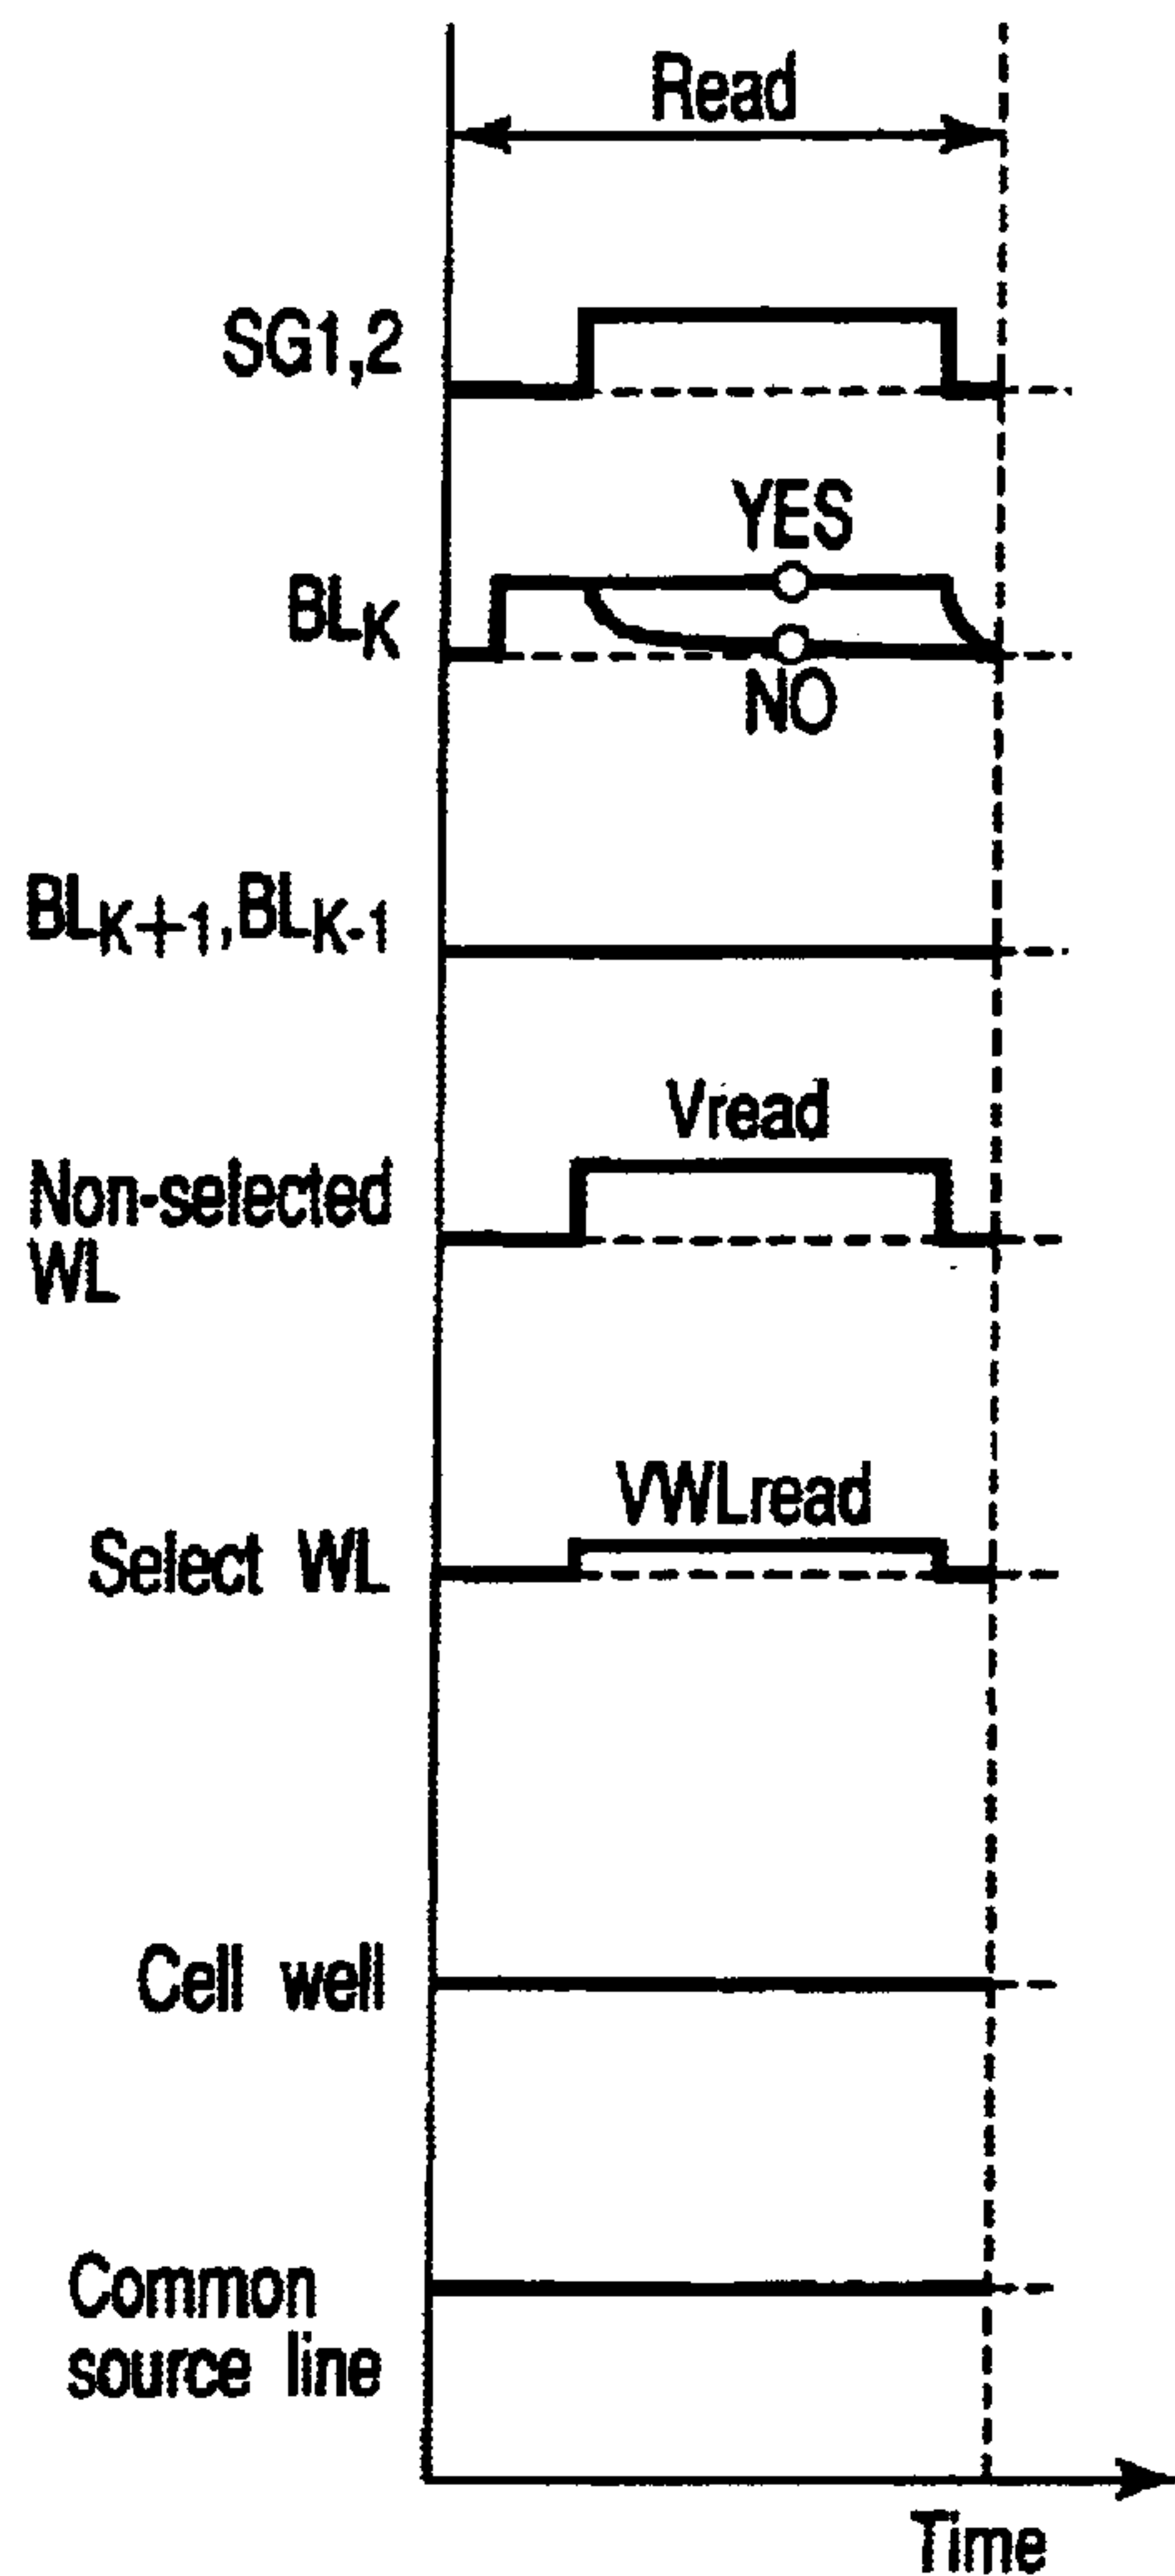 Read
SG1,2
YES
BLK
NO
BLK+1,BLK-1
Vread
Non-selected
WL
VWLread
Select WL
Cell well
Common
source line
Time